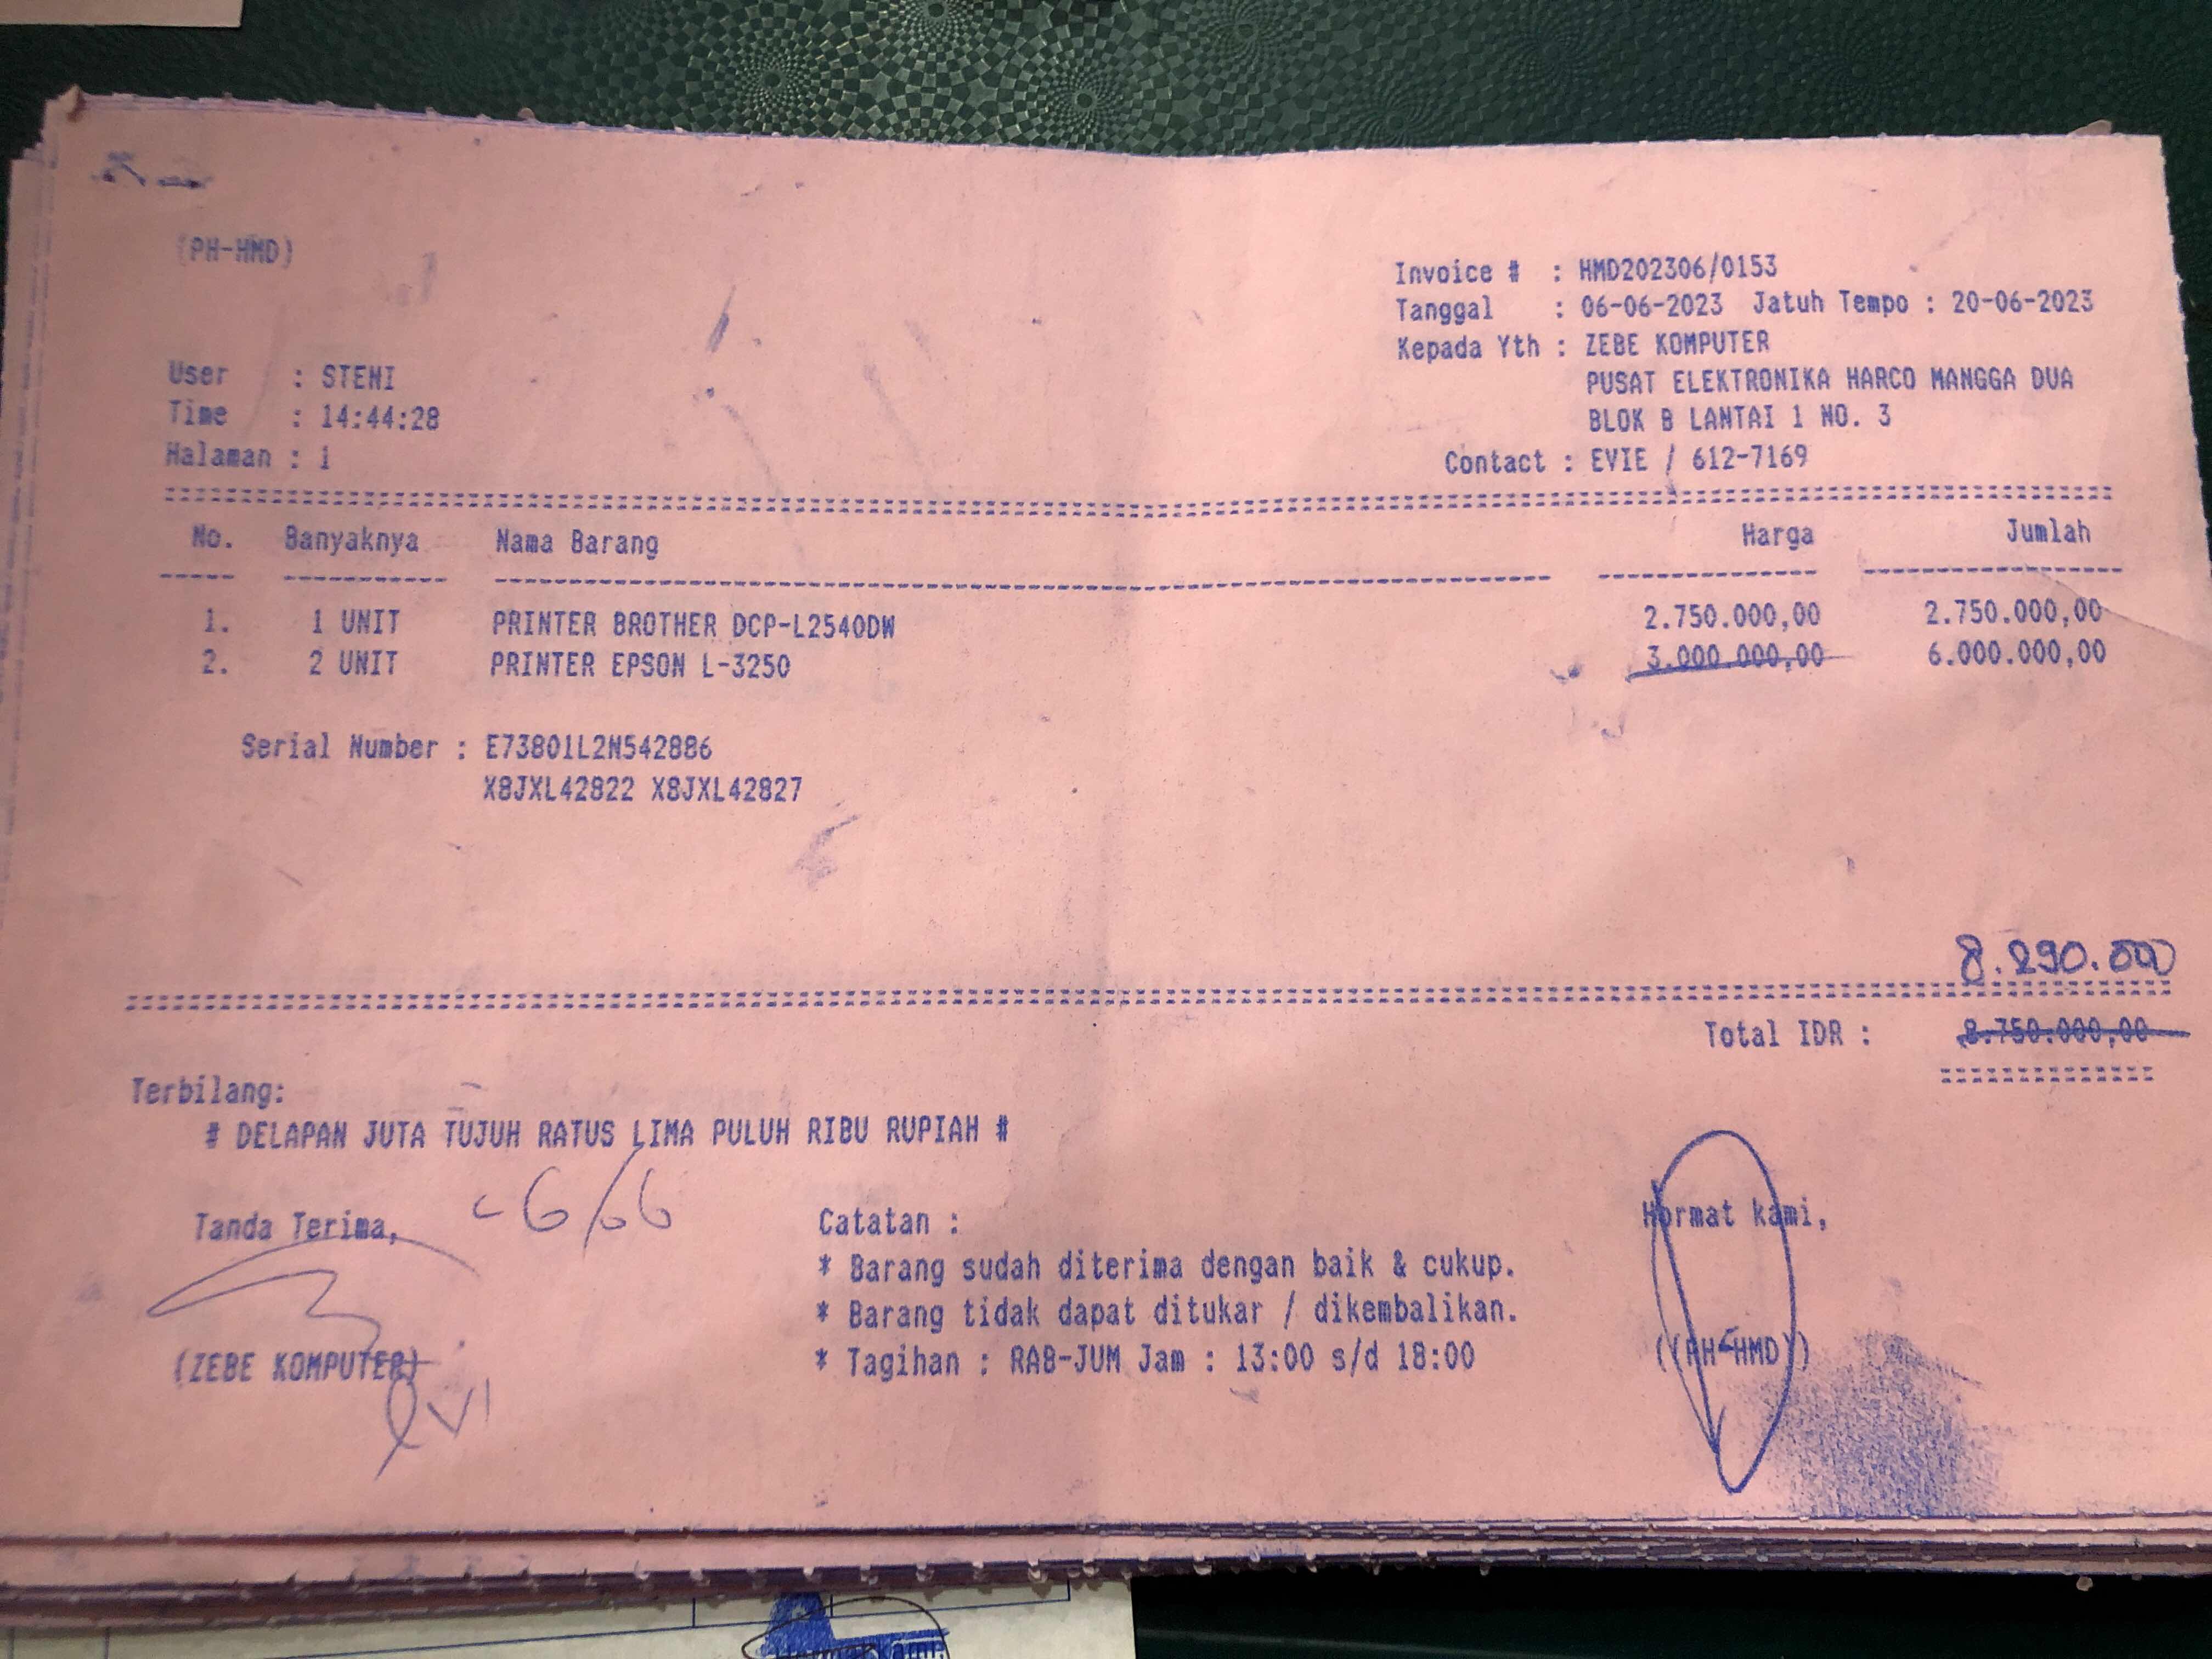 (PH-HMD)
Invoice # : HMD202306/0153
Tanggal : 06-06-2023 Jatuh Tempo : 20-06-2023
Kepada Yth : ZEBE KOMPUTER
PUSAT ELEKTRONIKA HARCO MANGGA DUA
BLOK B LANTAI 1 NO. 3
Contact : EVIE / 612-7169
User : STENI
Time : 14:44:28
Halaman : 1
No. Banyaknya Nama Barang Harga Jumlah
1. 1 UNIT PRINTER BROTHER DCP-L2540DW 2.750.000,00 2.750.000,00
2. 2 UNIT PRINTER EPSON L-3250 3.000.000,00 6.000.000,00
Serial Number : E73801L2N542886
X8JXL42822 X8JXL42827
8.290.000
Total IDR : 8.750.000,00
Terbilang:
# DELAPAN JUTA TUJUH RATUS LIMA PULUH RIBU RUPIAH #
Tanda Terima, 6/06
(ZEBE KOMPUTER)
Evi
Catatan :
* Barang sudah diterima dengan baik & cukup.
* Barang tidak dapat ditukar / dikembalikan.
* Tagihan : RAB-JUM Jam : 13:00 s/d 18:00
Hormat kami,
((PH-HMD))